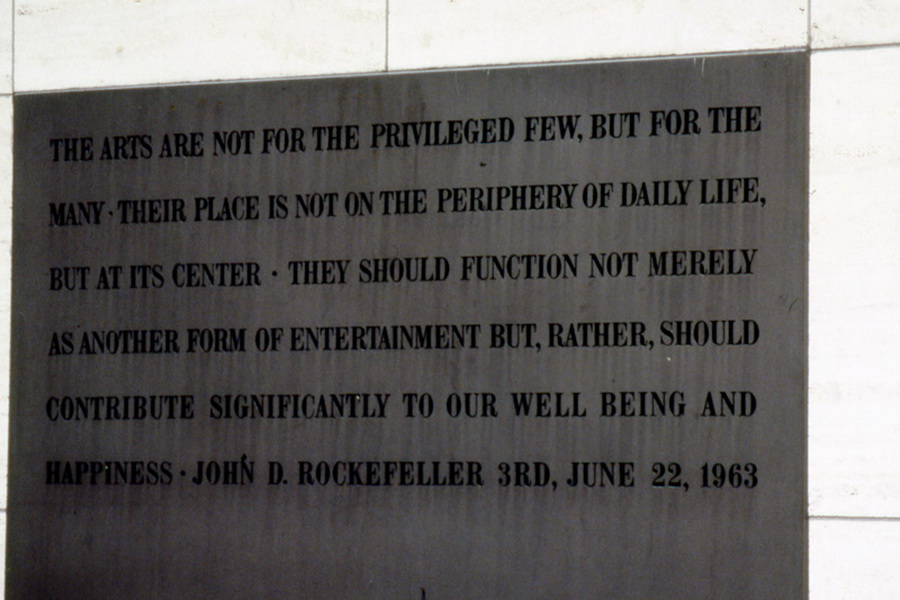 THE ARTS ARE NOT FOR THE PRIVILEGED FEW, BUT FOR THE
MANY · THEIR PLACE IS NOT ON THE PERIPHERY OF DAILY LIFE,
BUT AT ITS CENTER · THEY SHOULD FUNCTION NOT MERELY
AS ANOTHER FORM OF ENTERTAINMENT BUT, RATHER, SHOULD
CONTRIBUTE SIGNIFICANTLY TO OUR WELL BEING AND
HAPPINESS · JOHN D. ROCKEFELLER 3RD, JUNE 22, 1963